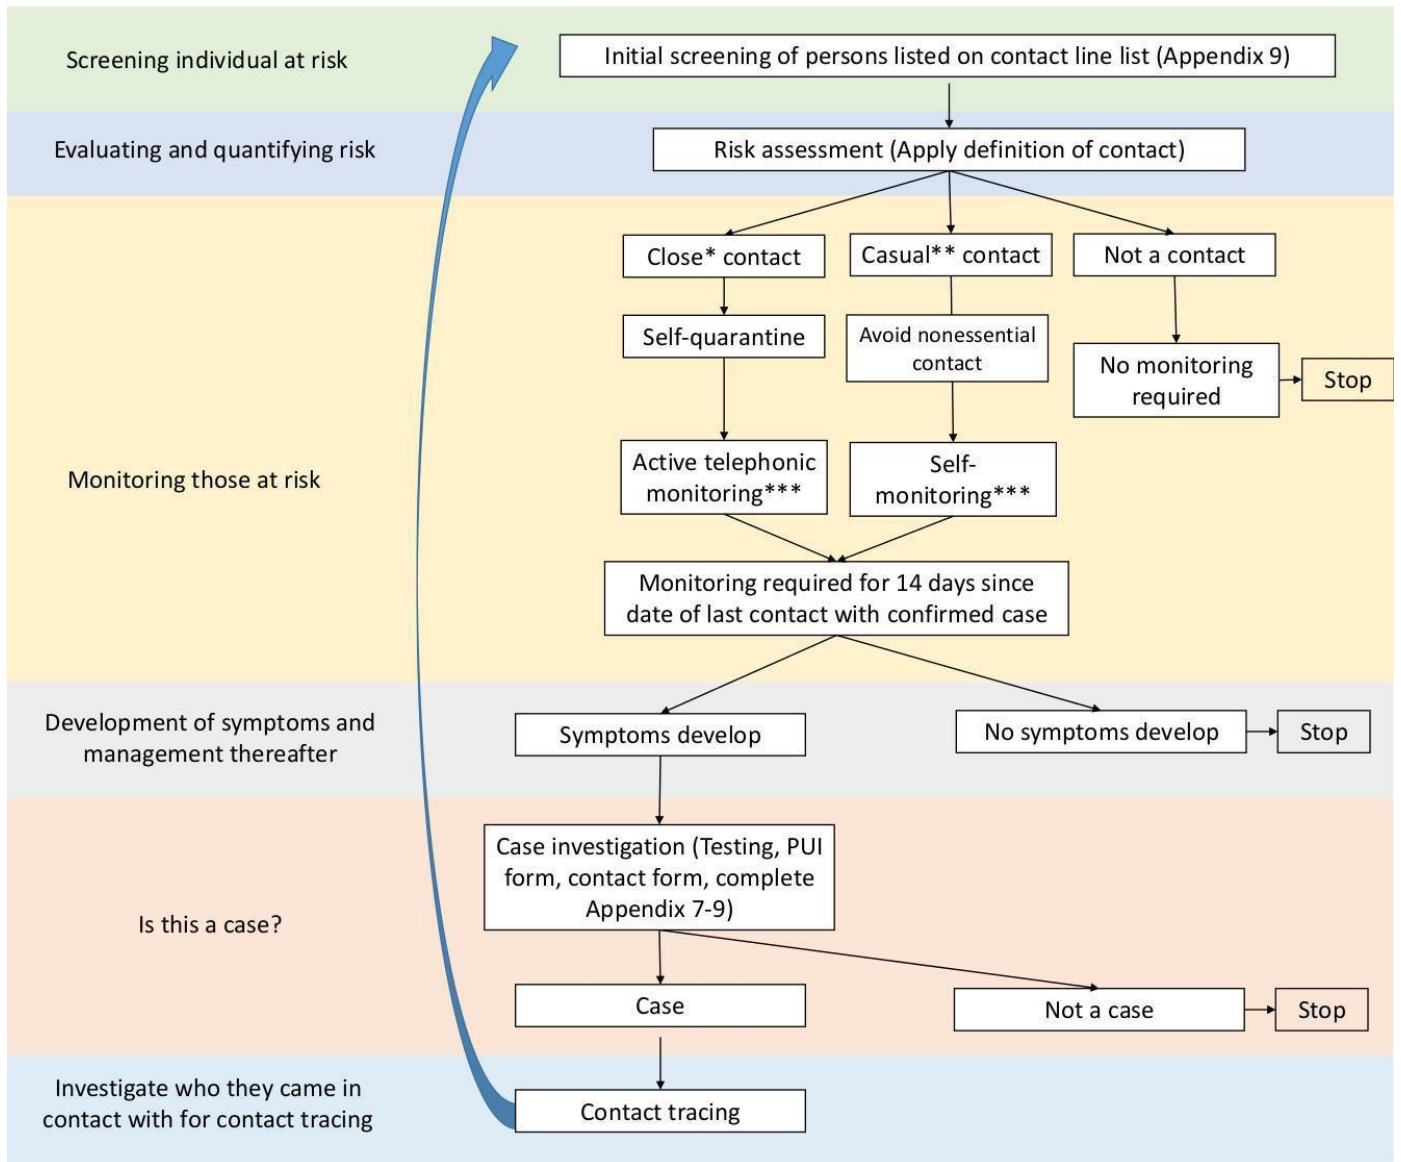 Screening individual at risk
Initial screening of persons listed on contact line list (Appendix 9)
Evaluating and quantifying risk
Risk assessment (Apply definition of contact)
Close* contact
Casual** contact
Not a contact
Self-quarantine
Avoid nonessential
contact
No monitoring
required
Stop
Monitoring those at risk
Active telephonic
monitoring***
Self-
monitoring***
Monitoring required for 14 days since
date of last contact with confirmed case
Development of symptoms and
management thereafter
Symptoms develop
No symptoms develop
Stop
Is this a case?
Case investigation (Testing, PUI
form, contact form, complete
Appendix 7-9)
Case
Not a case
Stop
Investigate who they came in
contact with for contact tracing
Contact tracing